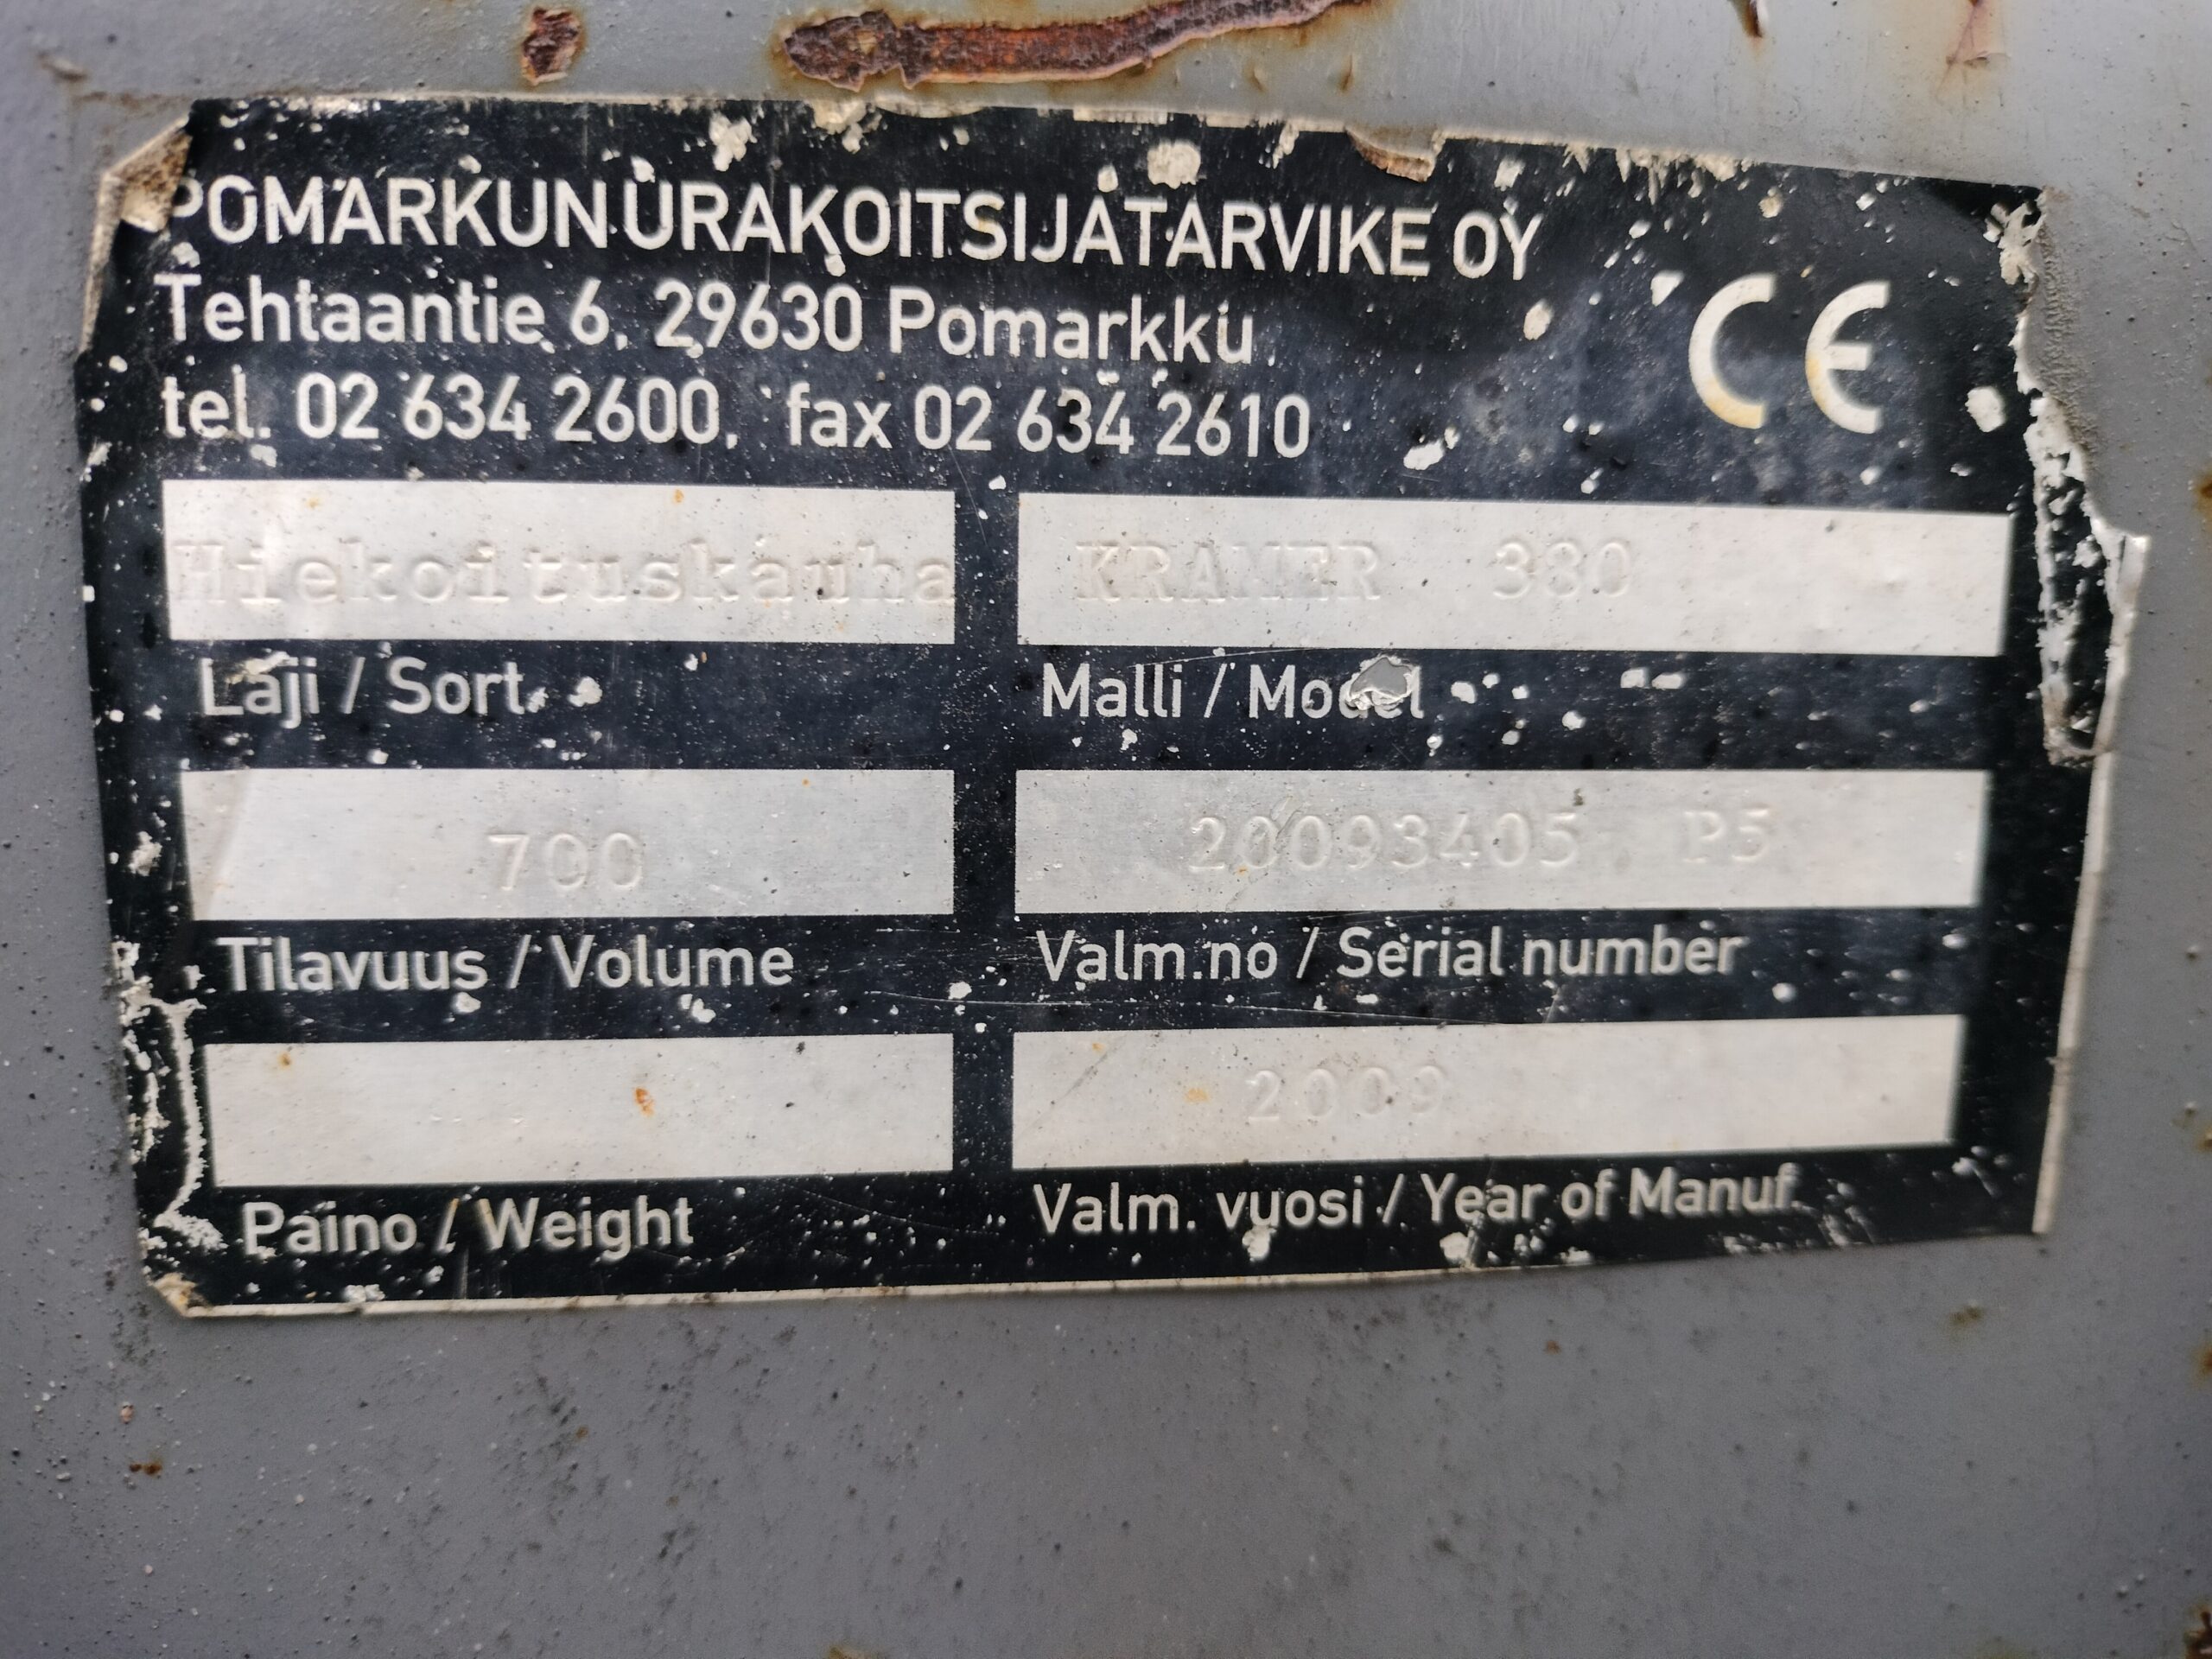 POMARKUN URAKOITSIJATARVIKE OY
Tehtaantie 6, 29630 Pomarkku
tel. 02 634 2600, fax 02 634 2610
CE
Hiekoituskauha
KRAMER 380
Laji / Sort.
Malli / Model
700
20093405 P5
Tilavuus / Volume
Valm.no / Serial number
2009
Paino / Weight
Valm. vuosi / Year of Manuf.